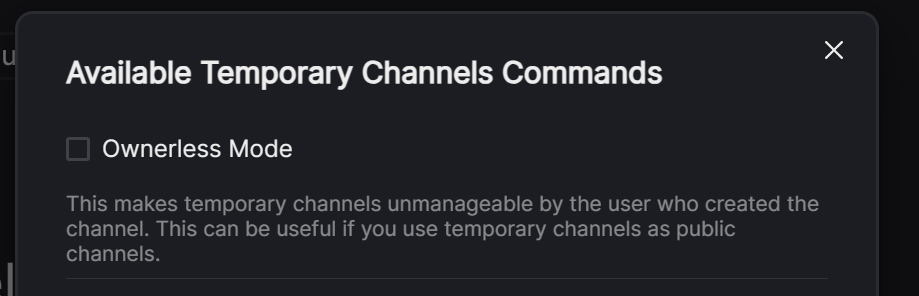 Available Temporary Channels Commands
Ownerless Mode
This makes temporary channels unmanageable by the user who created the
channel. This can be useful if you use temporary channels as public
channels.